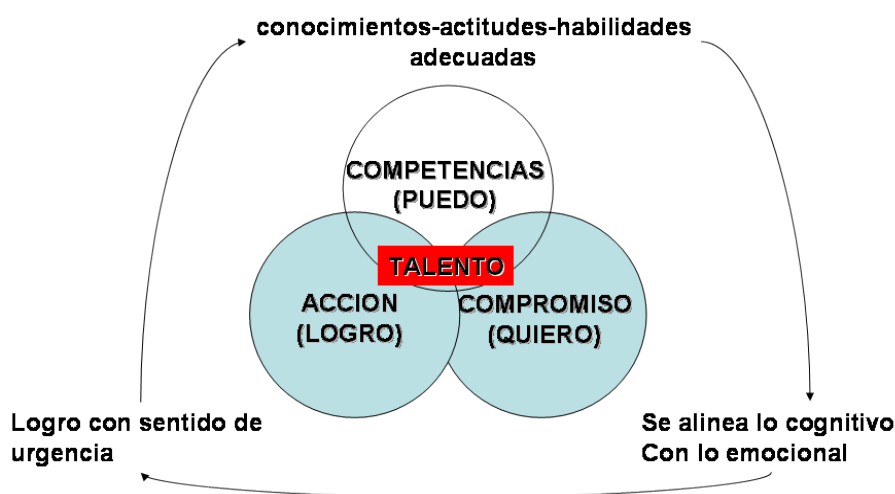 conocimientos-actitudes-habilidades
adecuadas
COMPETENCIAS
(PUEDO)
TALENTO
ACCION
(LOGRO)
COMPROMISO
(QUIERO)
Logro con sentido de
urgencia
Se alinea lo cognitivo
Con lo emocional